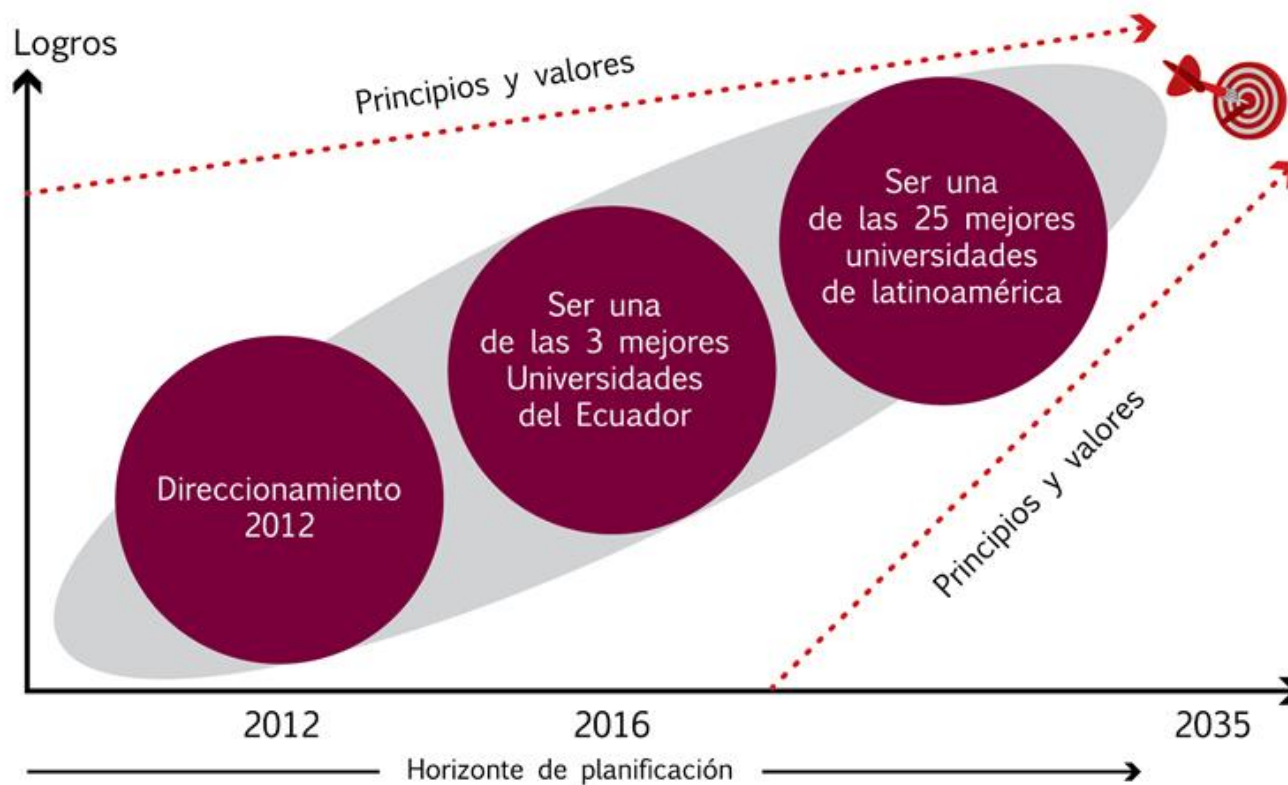 Logros
Principios y valores
Ser una
de las 25 mejores
universidades
de latinoamérica
Ser una
de las 3 mejores
Universidades
del Ecuador
Direccionamiento
2012
Principios y valores
2012
2016
2035
Horizonte de planificación